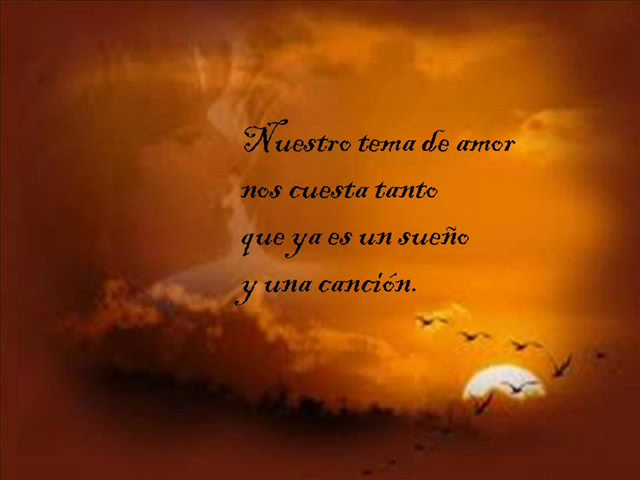 Nuestro tema de amor
nos cuesta tanto
que ya es un sueño
y una canción.